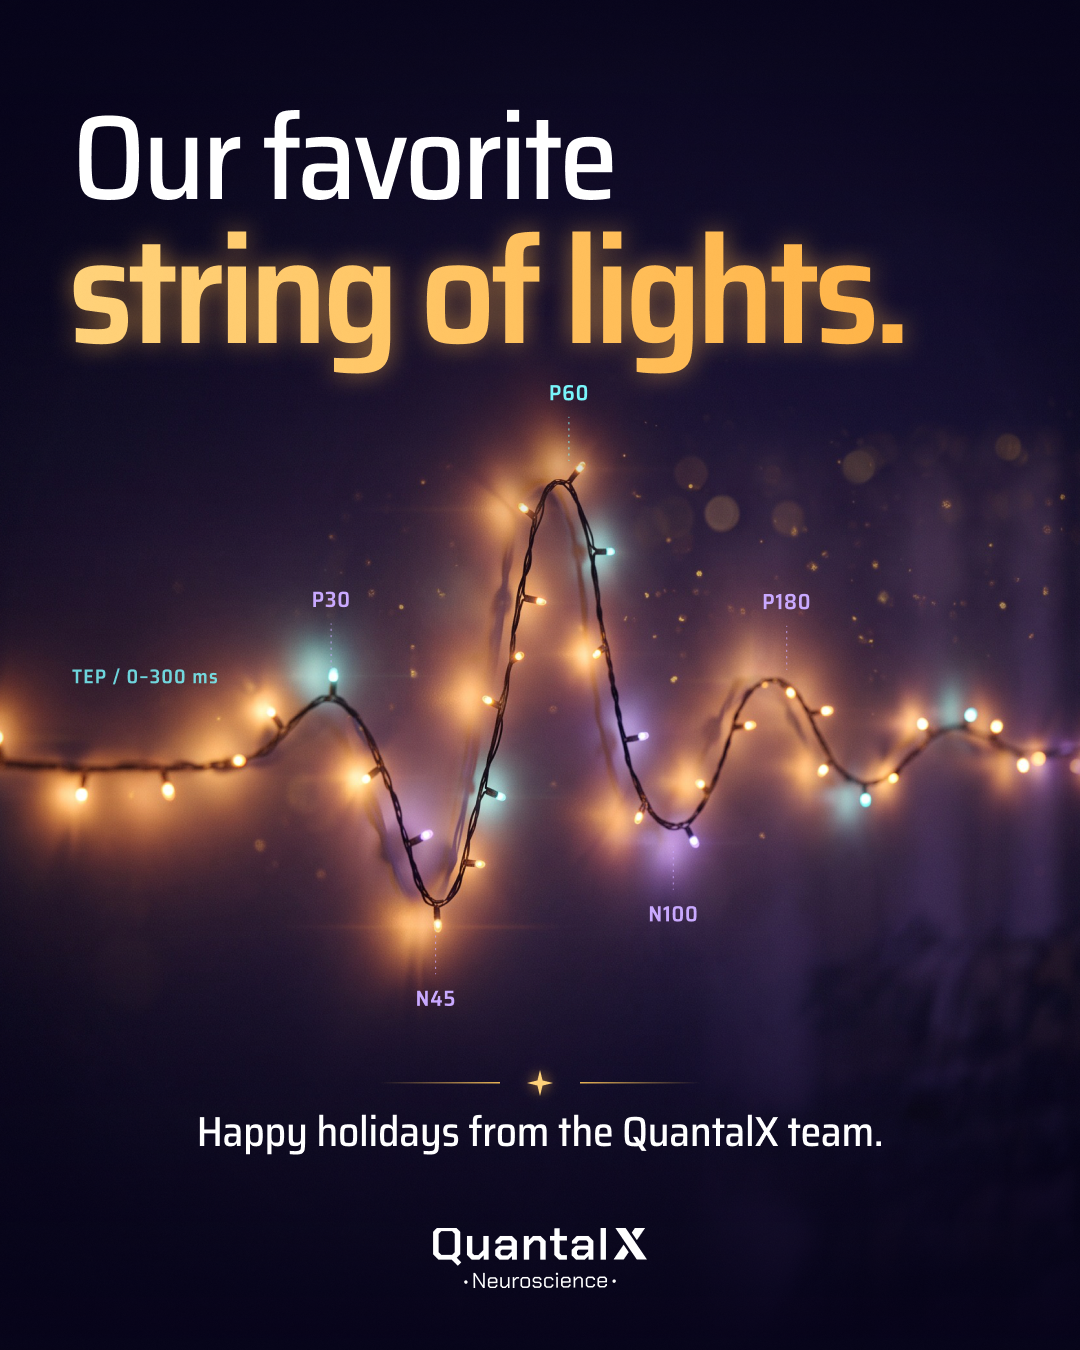 Our favorite
string of lights.
P60
P30
P180
TEP / 0–300 ms
N100
N45
Happy holidays from the QuantalX team.
QuantalX
·Neuroscience·